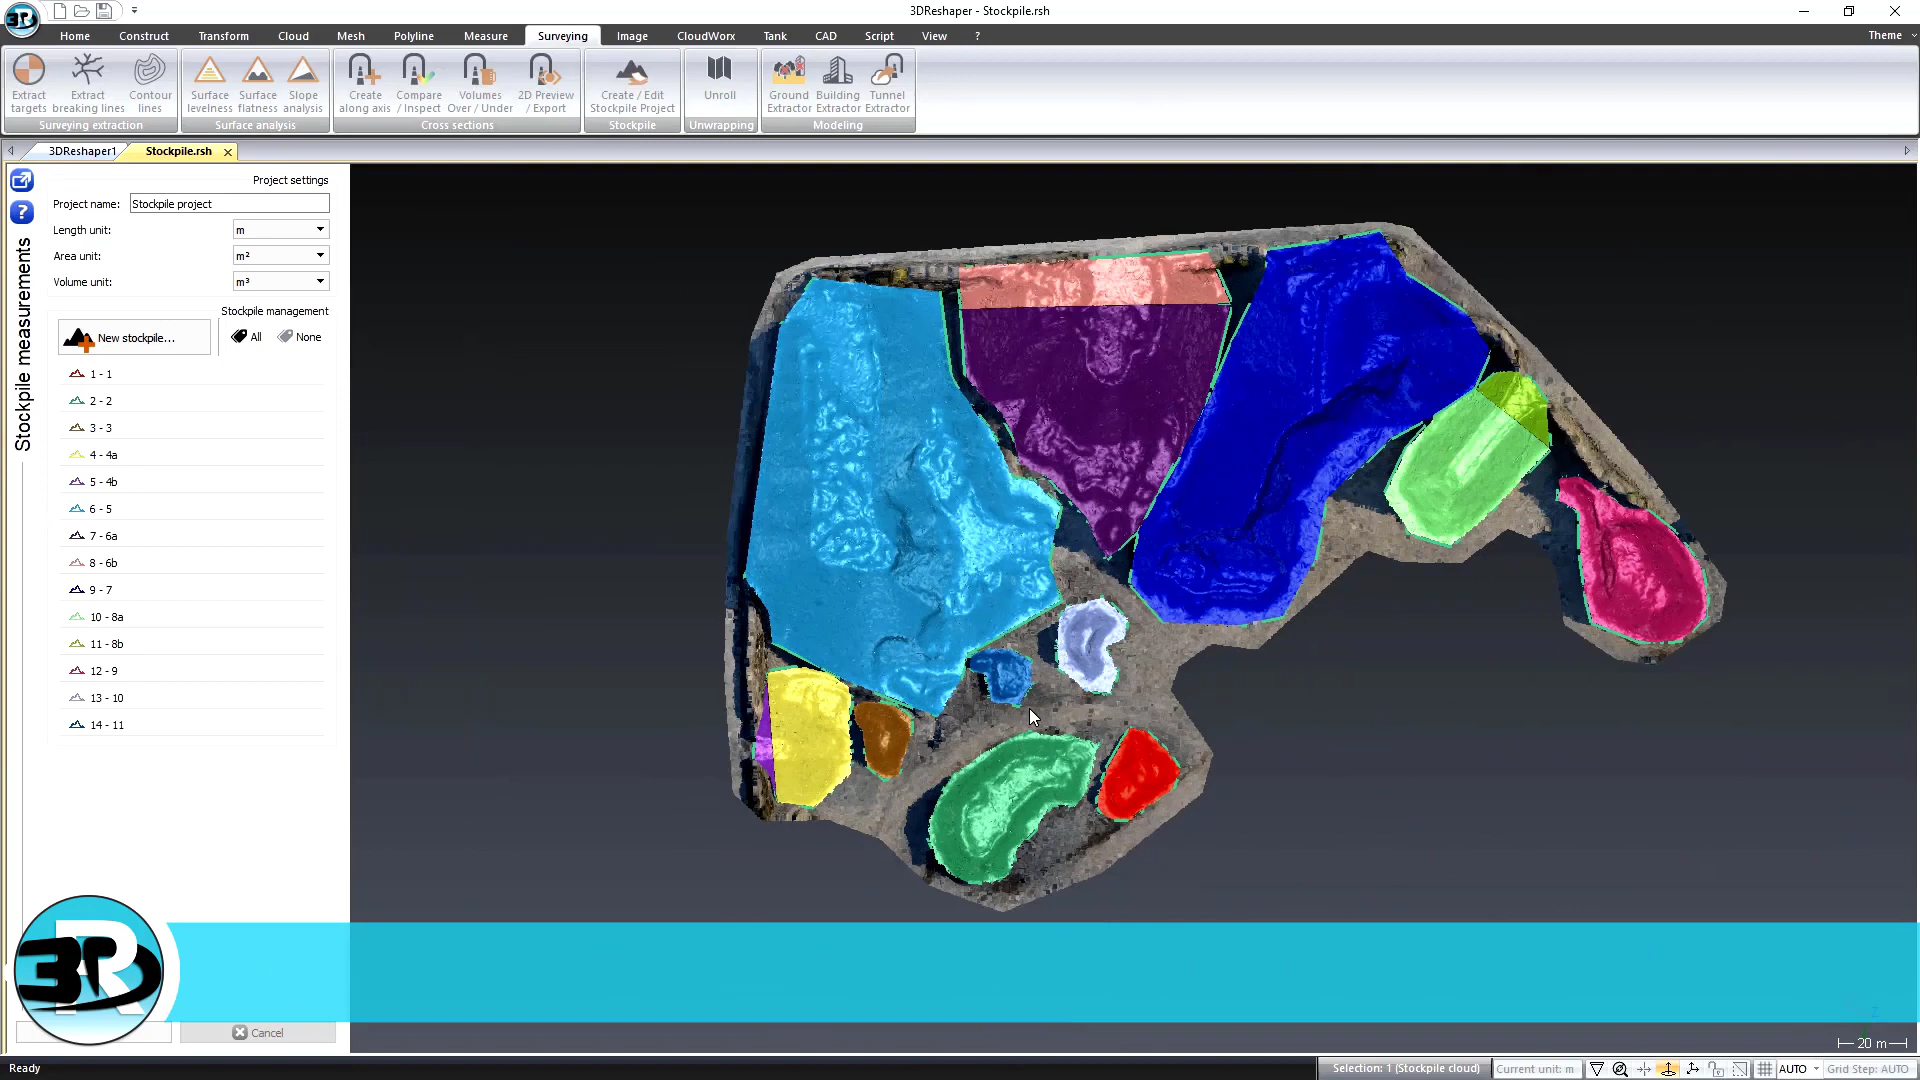 3DReshaper - Stockpile.rsh
Home Construct Transform Cloud Mesh Polyline Measure Surveying Image CloudWorx Tank CAD Script View ? Theme
Extract targets
Extract breaking lines
Contour lines
Surveying extraction
Surface levelness
Surface flatness
Slope analysis
Surface analysis
Create along axis
Compare / Inspect
Volumes Over / Under
2D Preview / Export
Cross sections
Create / Edit Stockpile Project
Stockpile
Unroll
Unwrapping
Ground Extractor
Building Extractor
Tunnel Extractor
Modeling
3DReshaper1
Stockpile.rsh
Stockpile measurements
Project settings
Project name: Stockpile project
Length unit: m
Area unit: m²
Volume unit: m³
Stockpile management
New stockpile... All None
1 - 1
2 - 2
3 - 3
4 - 4a
5 - 4b
6 - 5
7 - 6a
8 - 6b
9 - 7
10 - 8a
11 - 8b
12 - 9
13 - 10
14 - 11
3DR
Cancel
20 m
Ready
Selection: 1 (Stockpile cloud) Current unit: m AUTO Grid Step: AUTO